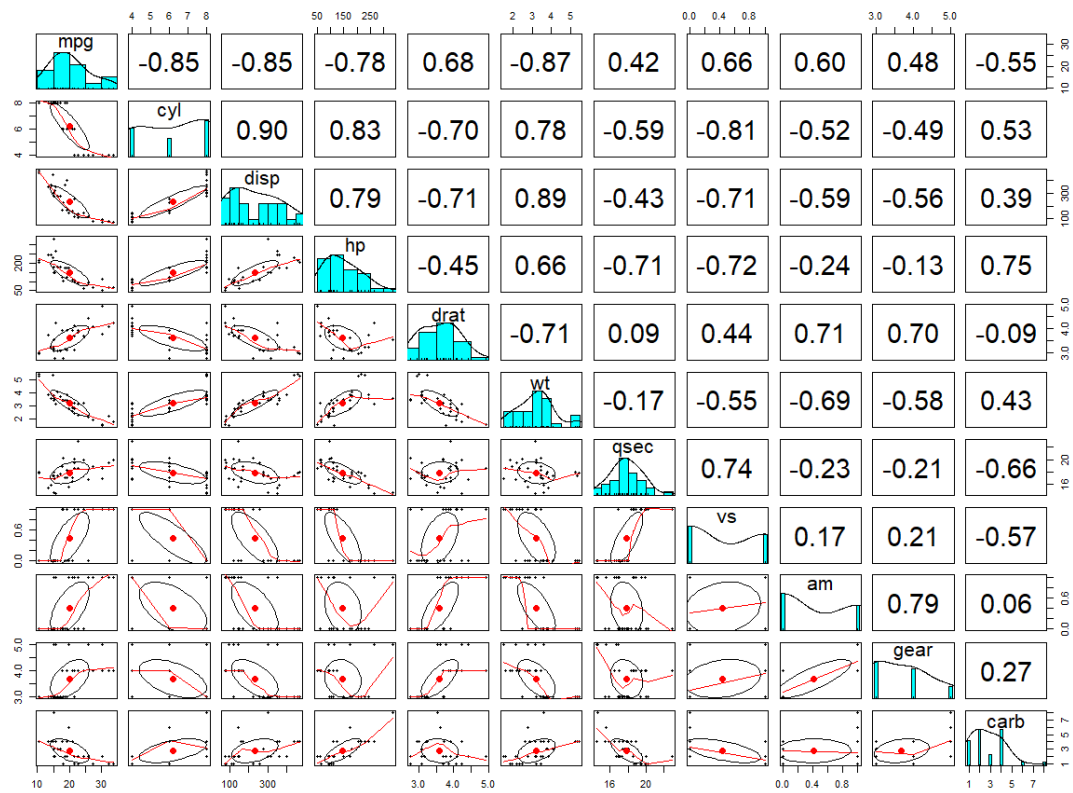 4 5 6 7 8 50 150 250 2 3 4 5 0.0 0.4 0.8 3.0 4.0 5.0
mpg -0.85 -0.85 -0.78 0.68 -0.87 0.42 0.66 0.60 0.48 -0.55 10 20 30
4 6 8 cyl 0.90 0.83 -0.70 0.78 -0.59 -0.81 -0.52 -0.49 0.53
disp 0.79 -0.71 0.89 -0.43 -0.71 -0.59 -0.56 0.39 100 300
50 200 hp -0.45 0.66 -0.71 -0.72 -0.24 -0.13 0.75
drat -0.71 0.09 0.44 0.71 0.70 -0.09 3.0 4.0 5.0
2 3 4 5 wt -0.17 -0.55 -0.69 -0.58 0.43
qsec 0.74 -0.23 -0.21 -0.66 16 20
0.0 0.6 vs 0.17 0.21 -0.57
am 0.79 0.06 0.0 0.6
3.0 4.0 5.0 gear 0.27
carb 1 3 5 7
10 20 30 100 300 3.0 4.0 5.0 16 20 0.0 0.4 0.8 1 3 5 7